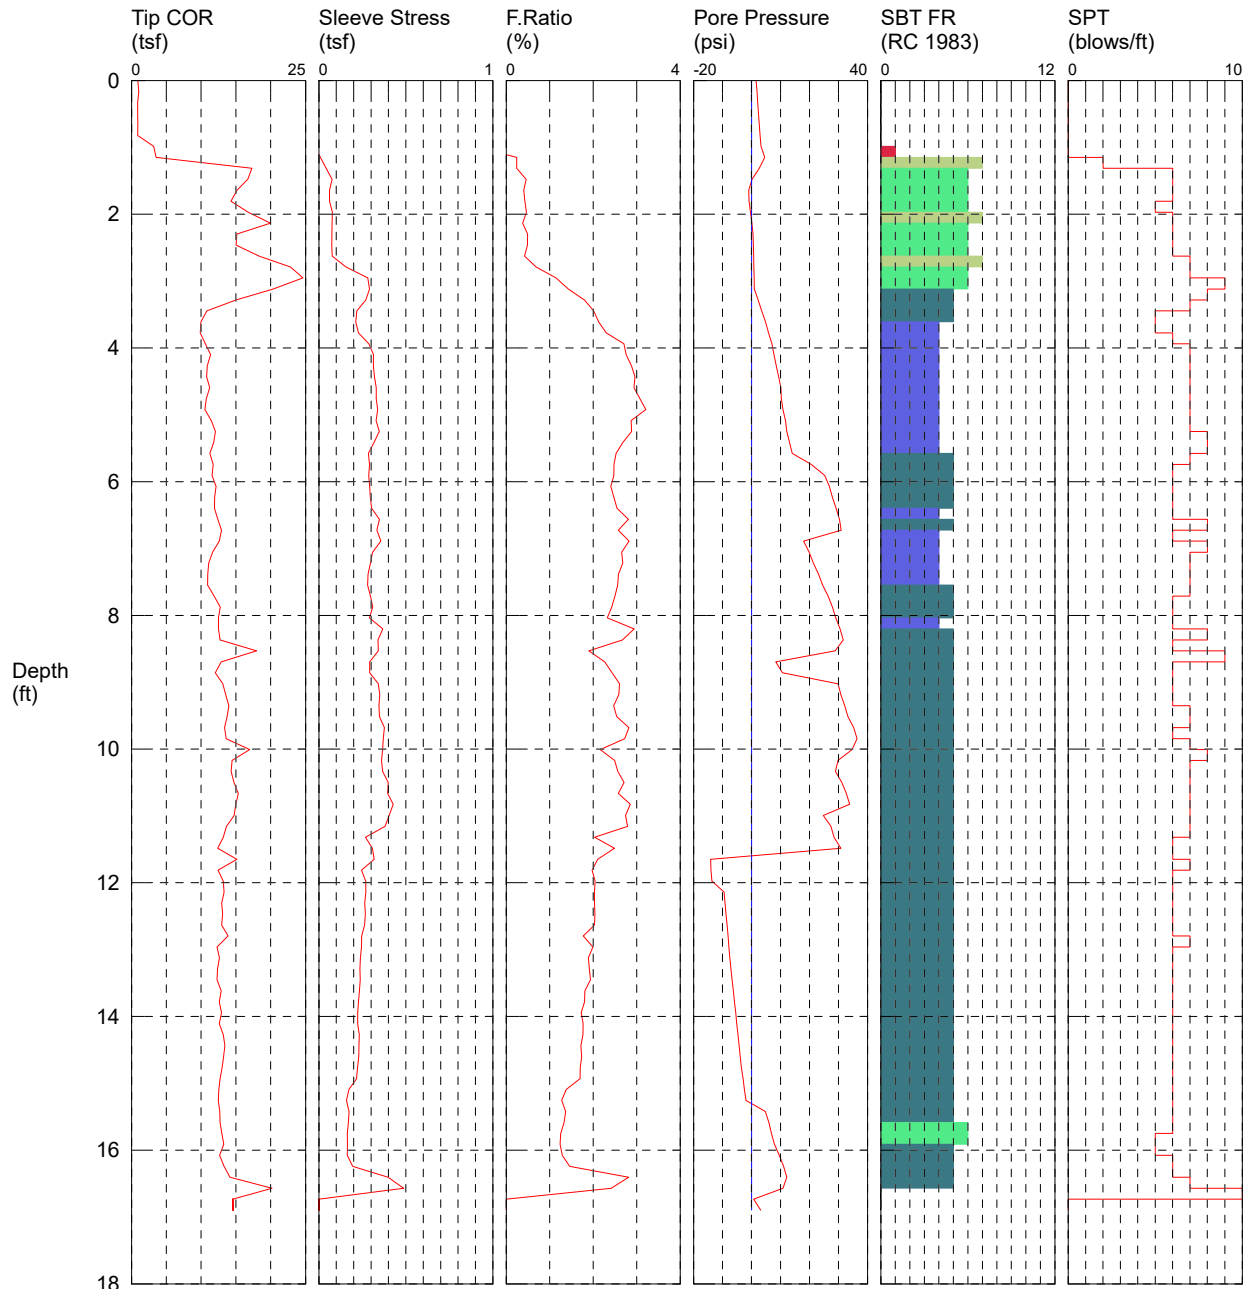 Tip COR Sleeve Stress F.Ratio Pore Pressure SBT FR SPT
(tsf) (tsf) (%) (psi) (RC 1983) (blows/ft)
0 25 0 1 0 4 -20 40 0 12 0 10
0
2
4
6
8
Depth
(ft)
10
12
14
16
18